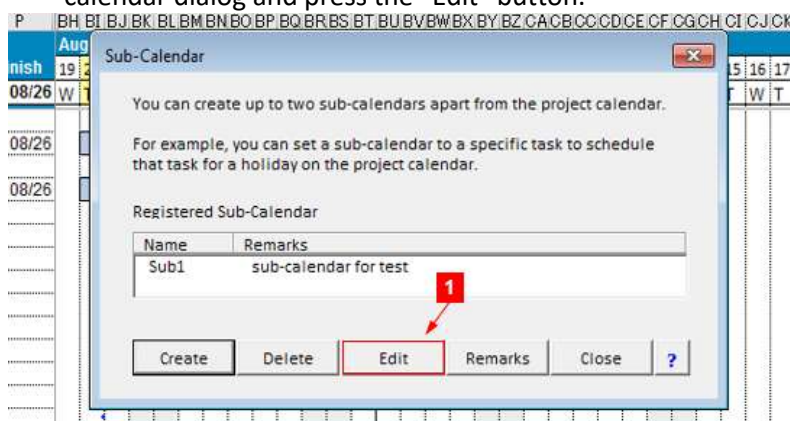 calendar dialog and press the "Edit" button.
P BH BI BJ BK BL BM BN BO BP BQ BR BS BT BU BV BW BX BY BZ CA CB CC CD CE CF CG CH CI CJ CK
Aug
nish 19 2 15 16 17
08/26 W T T W T
Sub-Calendar
You can create up to two sub-calendars apart from the project calendar.
08/26
For example, you can set a sub-calendar to a specific task to schedule
that task for a holiday on the project calendar.
08/26
Registered Sub-Calendar
Name Remarks
Sub1 sub-calendar for test
1
Create Delete Edit Remarks Close ?